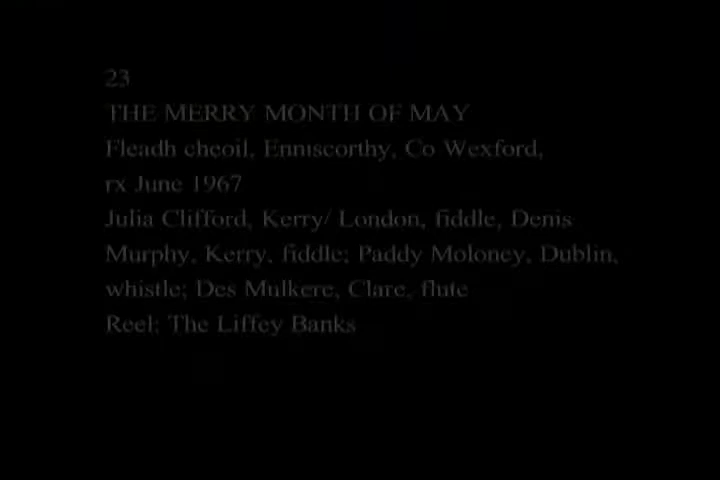 23
THE MERRY MONTH OF MAY
Fleadh cheoil, Enniscorthy, Co Wexford,
rx June 1967
Julia Clifford, Kerry/ London, fiddle, Denis
Murphy, Kerry, fiddle; Paddy Moloney, Dublin,
whistle; Des Mulkere, Clare, flute
Reel; The Liffey Banks